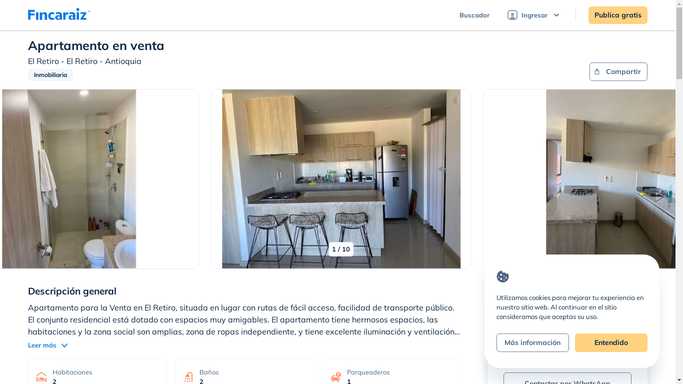 Fincaraiz
Buscador
Ingresar
Publica gratis
Apartamento en venta
El Retiro - El Retiro - Antioquia
Inmobiliaria
Compartir
1 / 10
Descripción general
Apartamento para la Venta en El Retiro, situada en lugar con rutas de fácil acceso, facilidad de transporte público.
El conjunto residencial está dotado con espacios muy amigables. El apartamento tiene hermosos espacios, las
habitaciones y la zona social son amplias, zona de ropas independiente, y tiene excelente iluminación y ventilación...
Leer más
Habitaciones
2
Baños
2
Parqueaderos
1
Utilizamos cookies para mejorar tu experiencia en
nuestro sitio web. Al continuar en el sitio
consideramos que aceptas su uso.
Más información
Entendido
Contactar por WhatsApp